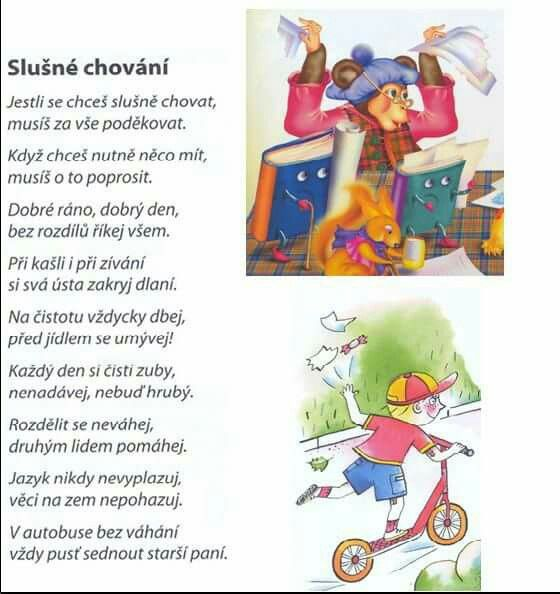 Slušné chování
Jestli se chceš slušně chovat,
musíš za vše poděkovat.
Když chceš nutně něco mít,
musíš o to poprosit.
Dobré ráno, dobrý den,
bez rozdílů říkej všem.
Při kašli i při zívání
si svá ústa zakryj dlaní.
Na čistotu vždycky dbej,
před jídlem se umývej!
Každý den si čisti zuby,
nenadávej, nebuď hrubý.
Rozdělit se neváhej,
druhým lidem pomáhej.
Jazyk nikdy nevyplazuj,
věci na zem nepohazuj.
V autobuse bez váhání
vždy pusť sednout starší paní.